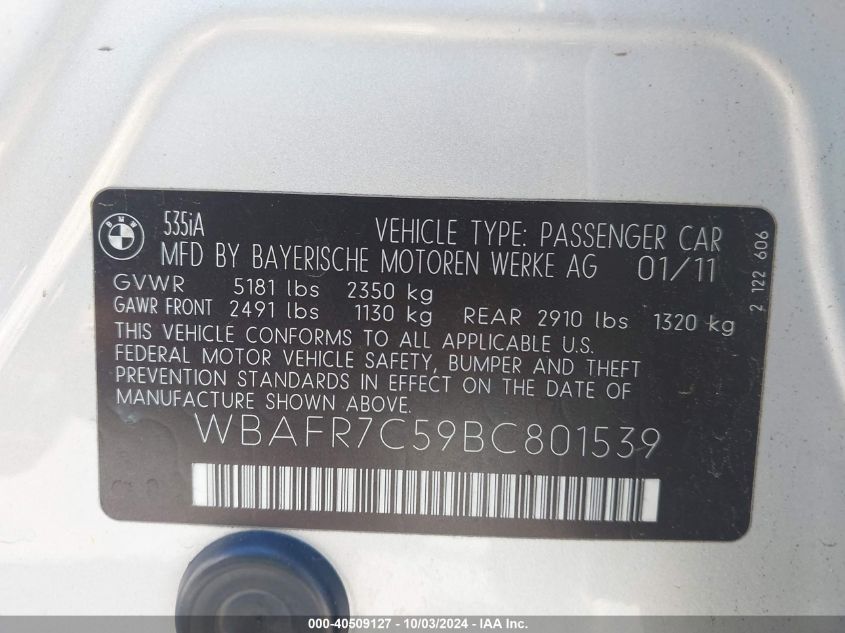 535iA VEHICLE TYPE: PASSENGER CAR
MFD BY BAYERISCHE MOTOREN WERKE AG 01/11
GVWR 5181 lbs 2350 kg
GAWR FRONT 2491 lbs 1130 kg REAR 2910 lbs 1320 kg
THIS VEHICLE CONFORMS TO ALL APPLICABLE U.S.
FEDERAL MOTOR VEHICLE SAFETY, BUMPER AND THEFT
PREVENTION STANDARDS IN EFFECT ON THE DATE OF
MANUFACTURE SHOWN ABOVE.
WBAFR7C59BC801539
2 122 606
BMW
000-40509127 - 10/03/2024 - IAA Inc.